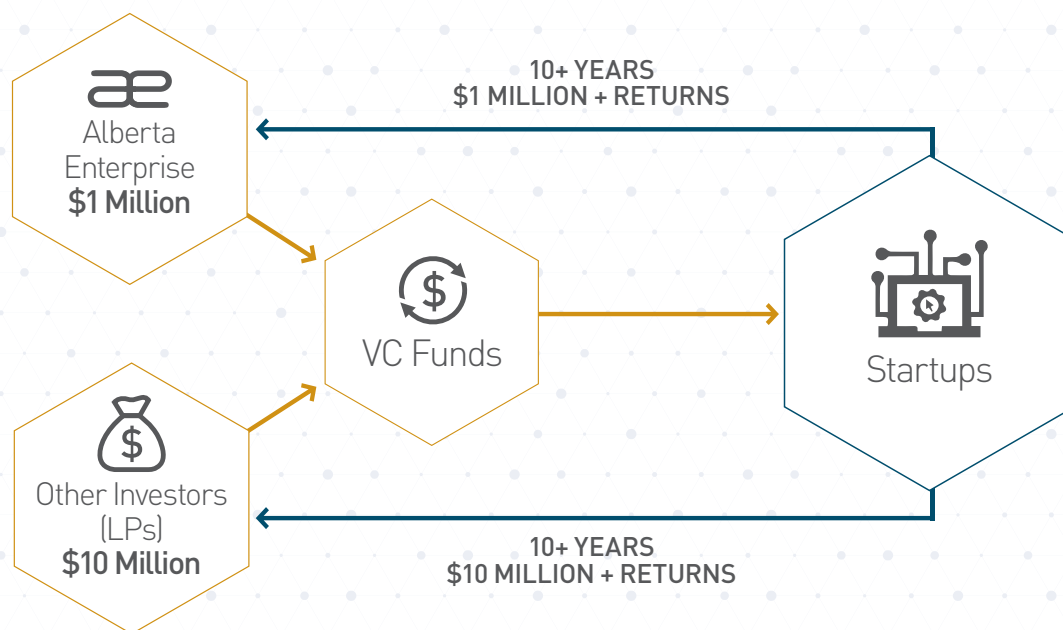 Alberta
Enterprise
$1 Million
10+ YEARS
$1 MILLION + RETURNS
$
VC Funds
Startups
$
Other Investors
(LPs)
$10 Million
10+ YEARS
$10 MILLION + RETURNS